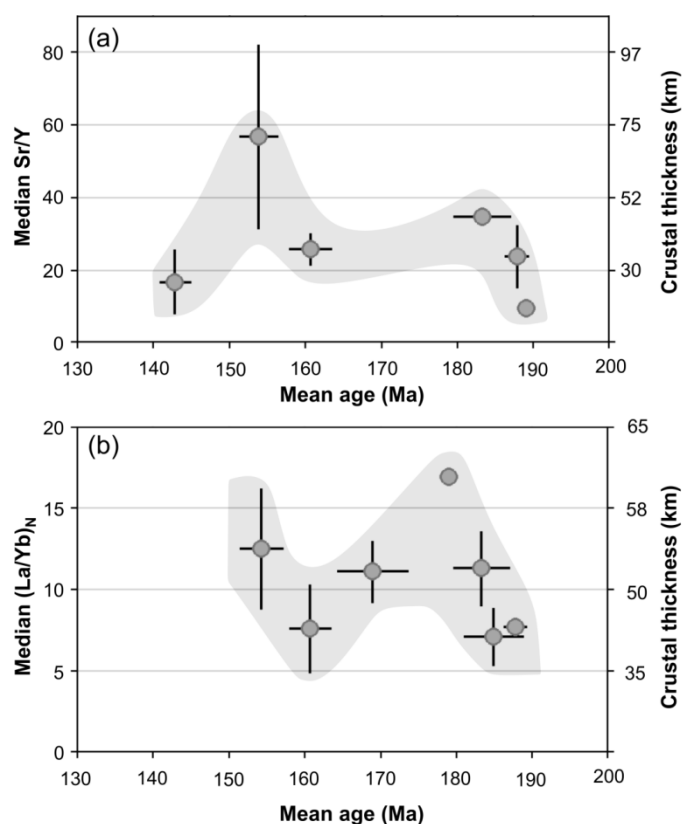 (a)
Median Sr/Y
80
60
40
20
0
97
75
52
30
Crustal thickness (km)
130 140 150 160 170 180 190 200
Mean age (Ma)
(b)
Median (La/Yb)N
20
15
10
5
0
65
58
50
35
Crustal thickness (km)
130 140 150 160 170 180 190 200
Mean age (Ma)